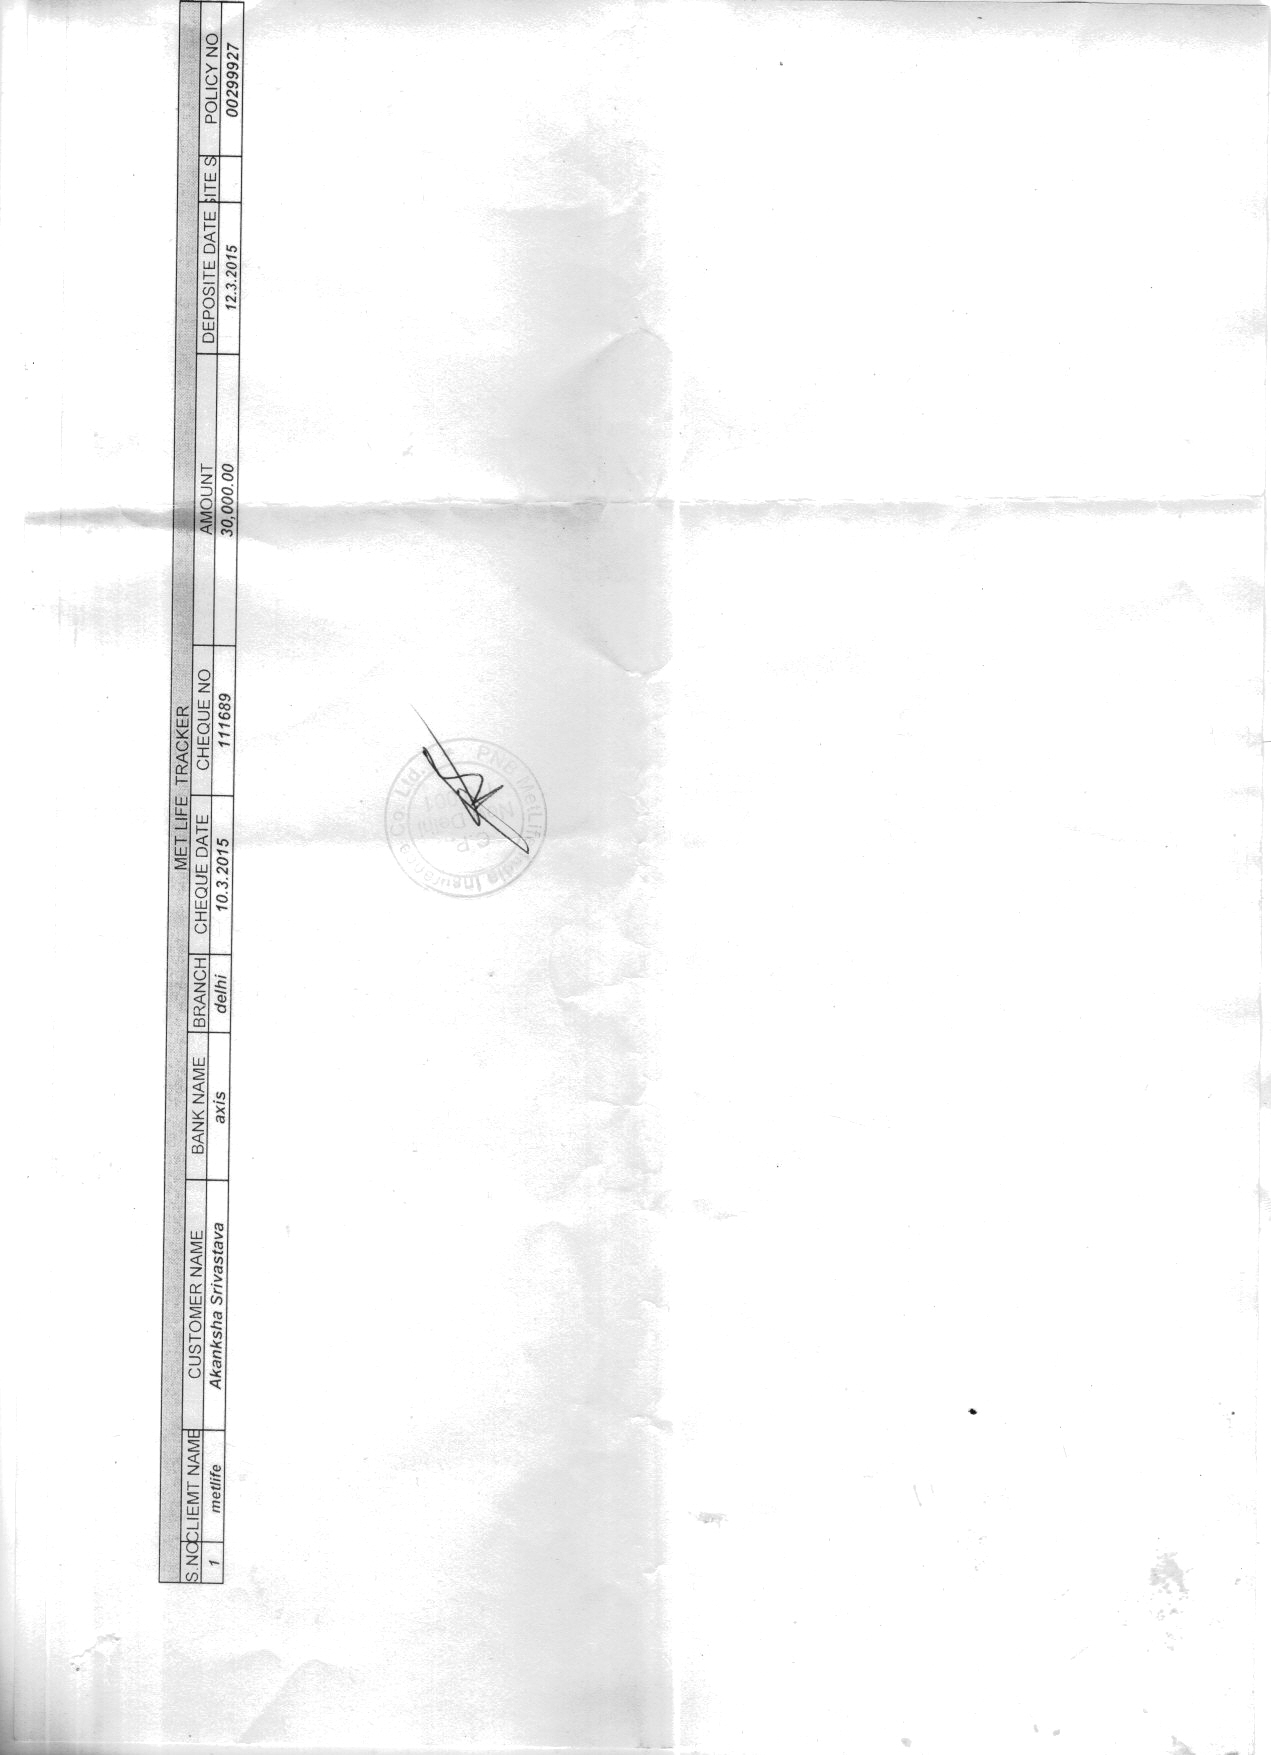 MET LIFE TRACKER
S.NO CLIEMT NAME CUSTOMER NAME BANK NAME BRANCH CHEQUE DATE CHEQUE NO AMOUNT DEPOSITE DATE SITE S POLICY NO
1 metlife Akanksha Srivastava axis delhi 10.3.2015 111689 30,000.00 12.3.2015 00299927
PNB MetLife India Insurance Co. Ltd.